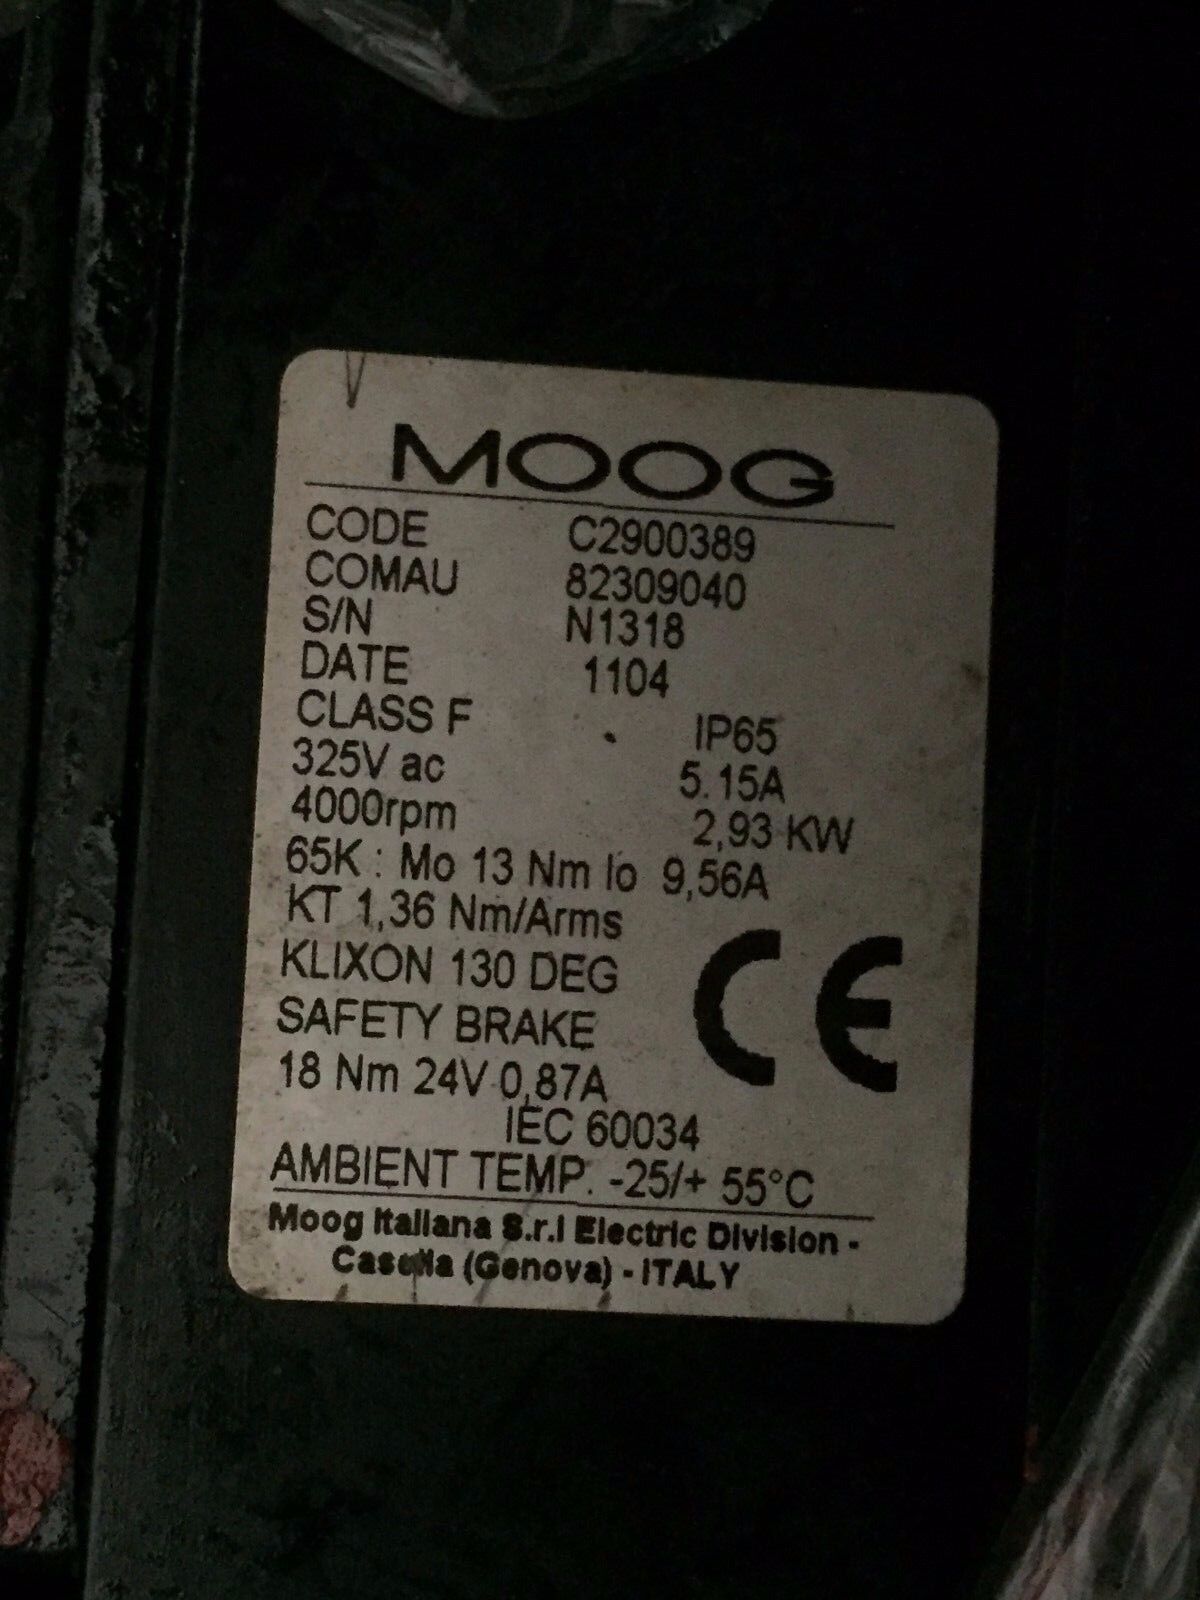 MOOG
CODE C2900389
COMAU 82309040
S/N N1318
DATE 1104
CLASS F IP65
325V ac 5.15A
4000rpm 2,93 KW
65K : Mo 13 Nm Io 9,56A
KT 1,36 Nm/Arms
KLIXON 130 DEG
SAFETY BRAKE
18 Nm 24V 0,87A
CE
IEC 60034
AMBIENT TEMP. -25/+ 55°C
Moog Italiana S.r.l Electric Division -
Casella (Genova) - ITALY